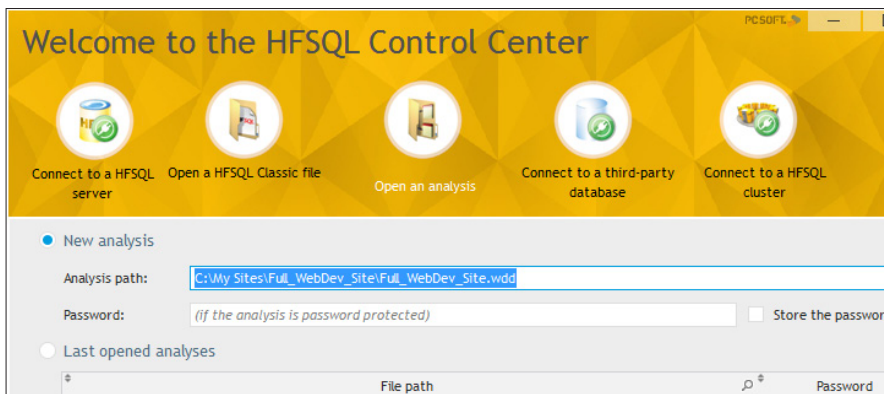 PCSOFT
Welcome to the HFSQL Control Center
Connect to a HFSQL
server
Open a HFSQL Classic file
Open an analysis
Connect to a third-party
database
Connect to a HFSQL
cluster
New analysis
Analysis path:
C:\My Sites\Full_WebDev_Site\Full_WebDev_Site.wdd
Password:
(if the analysis is password protected)
Store the passwor
Last opened analyses
File path
Password